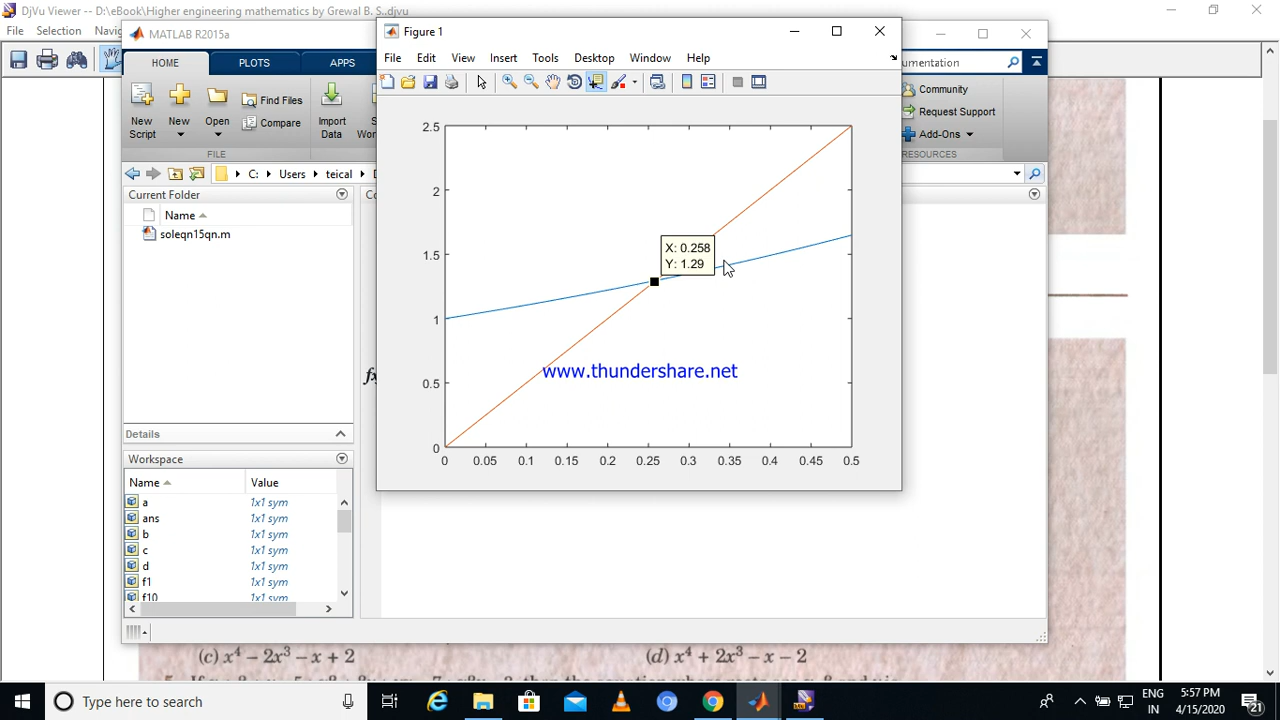 DjVu Viewer -- D:\eBook\Higher engineering mathematics by Grewal B. S..djvu
File Selection
MATLAB R2015a
HOME PLOTS APPS
umentation
New Script
New
Open
Find Files
Compare
Import Data
FILE
Community
Request Support
Add-Ons
RESOURCES
C: Users teical
Current Folder
Name
soleqn15qn.m
Details
Workspace
Name Value
a 1x1 sym
ans 1x1 sym
b 1x1 sym
c 1x1 sym
d 1x1 sym
f1 1x1 sym
f10 1x1 sym
Figure 1
File Edit View Insert Tools Desktop Window Help
2.5
2
1.5
1
0.5
0
0 0.05 0.1 0.15 0.2 0.25 0.3 0.35 0.4 0.45 0.5
X: 0.258
Y: 1.29
www.thundershare.net
(c) x⁴ – 2x³ – x + 2 (d) x⁴ + 2x³ – x – 2
Type here to search
ENG
IN
5:57 PM
4/15/2020
21